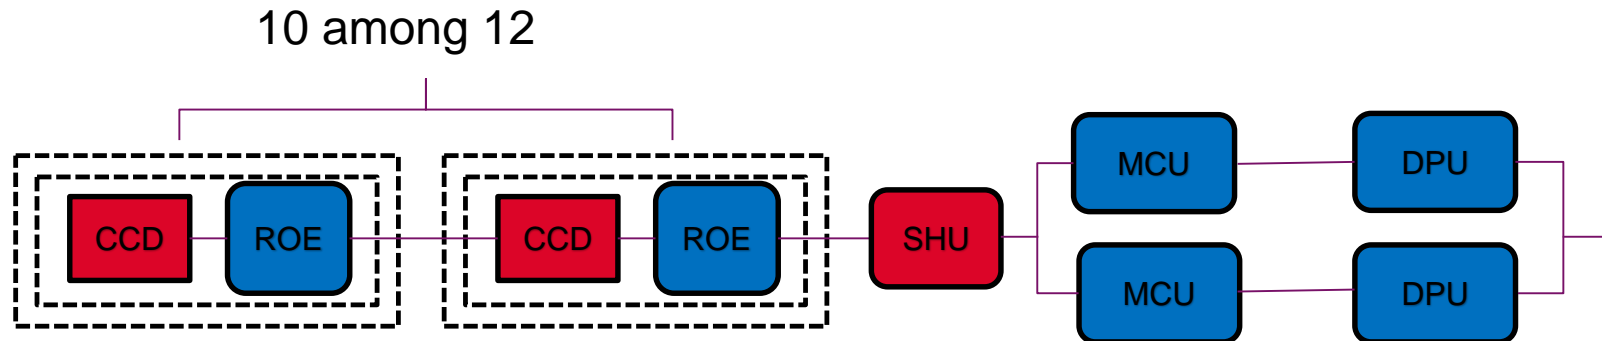 10 among 12
MCU
DPU
CCD
ROE
CCD
ROE
SHU
MCU
DPU